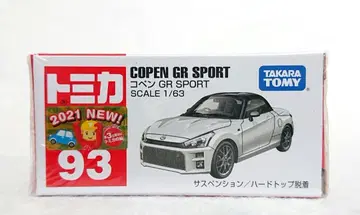 トミカ
2021 NEW!
93
COPEN GR SPORT
コペン GR SPORT
SCALE 1/63
TAKARA
TOMY
サスペンション／ハードトップ脱着